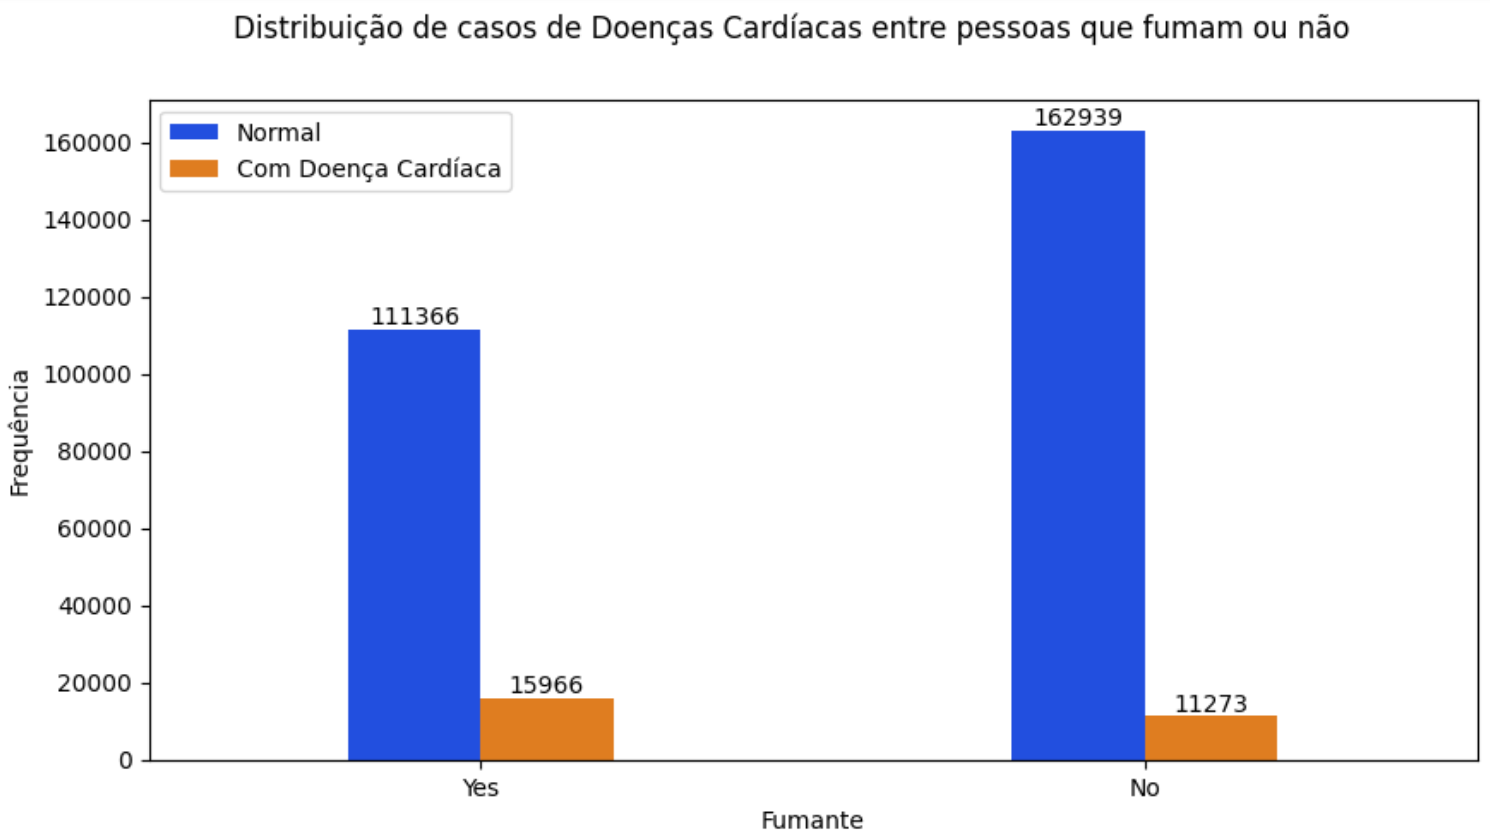 Distribuição de casos de Doenças Cardíacas entre pessoas que fumam ou não
Normal
Com Doença Cardíaca
Frequência
160000
140000
120000
100000
80000
60000
40000
20000
0
111366
15966
162939
11273
Yes
No
Fumante